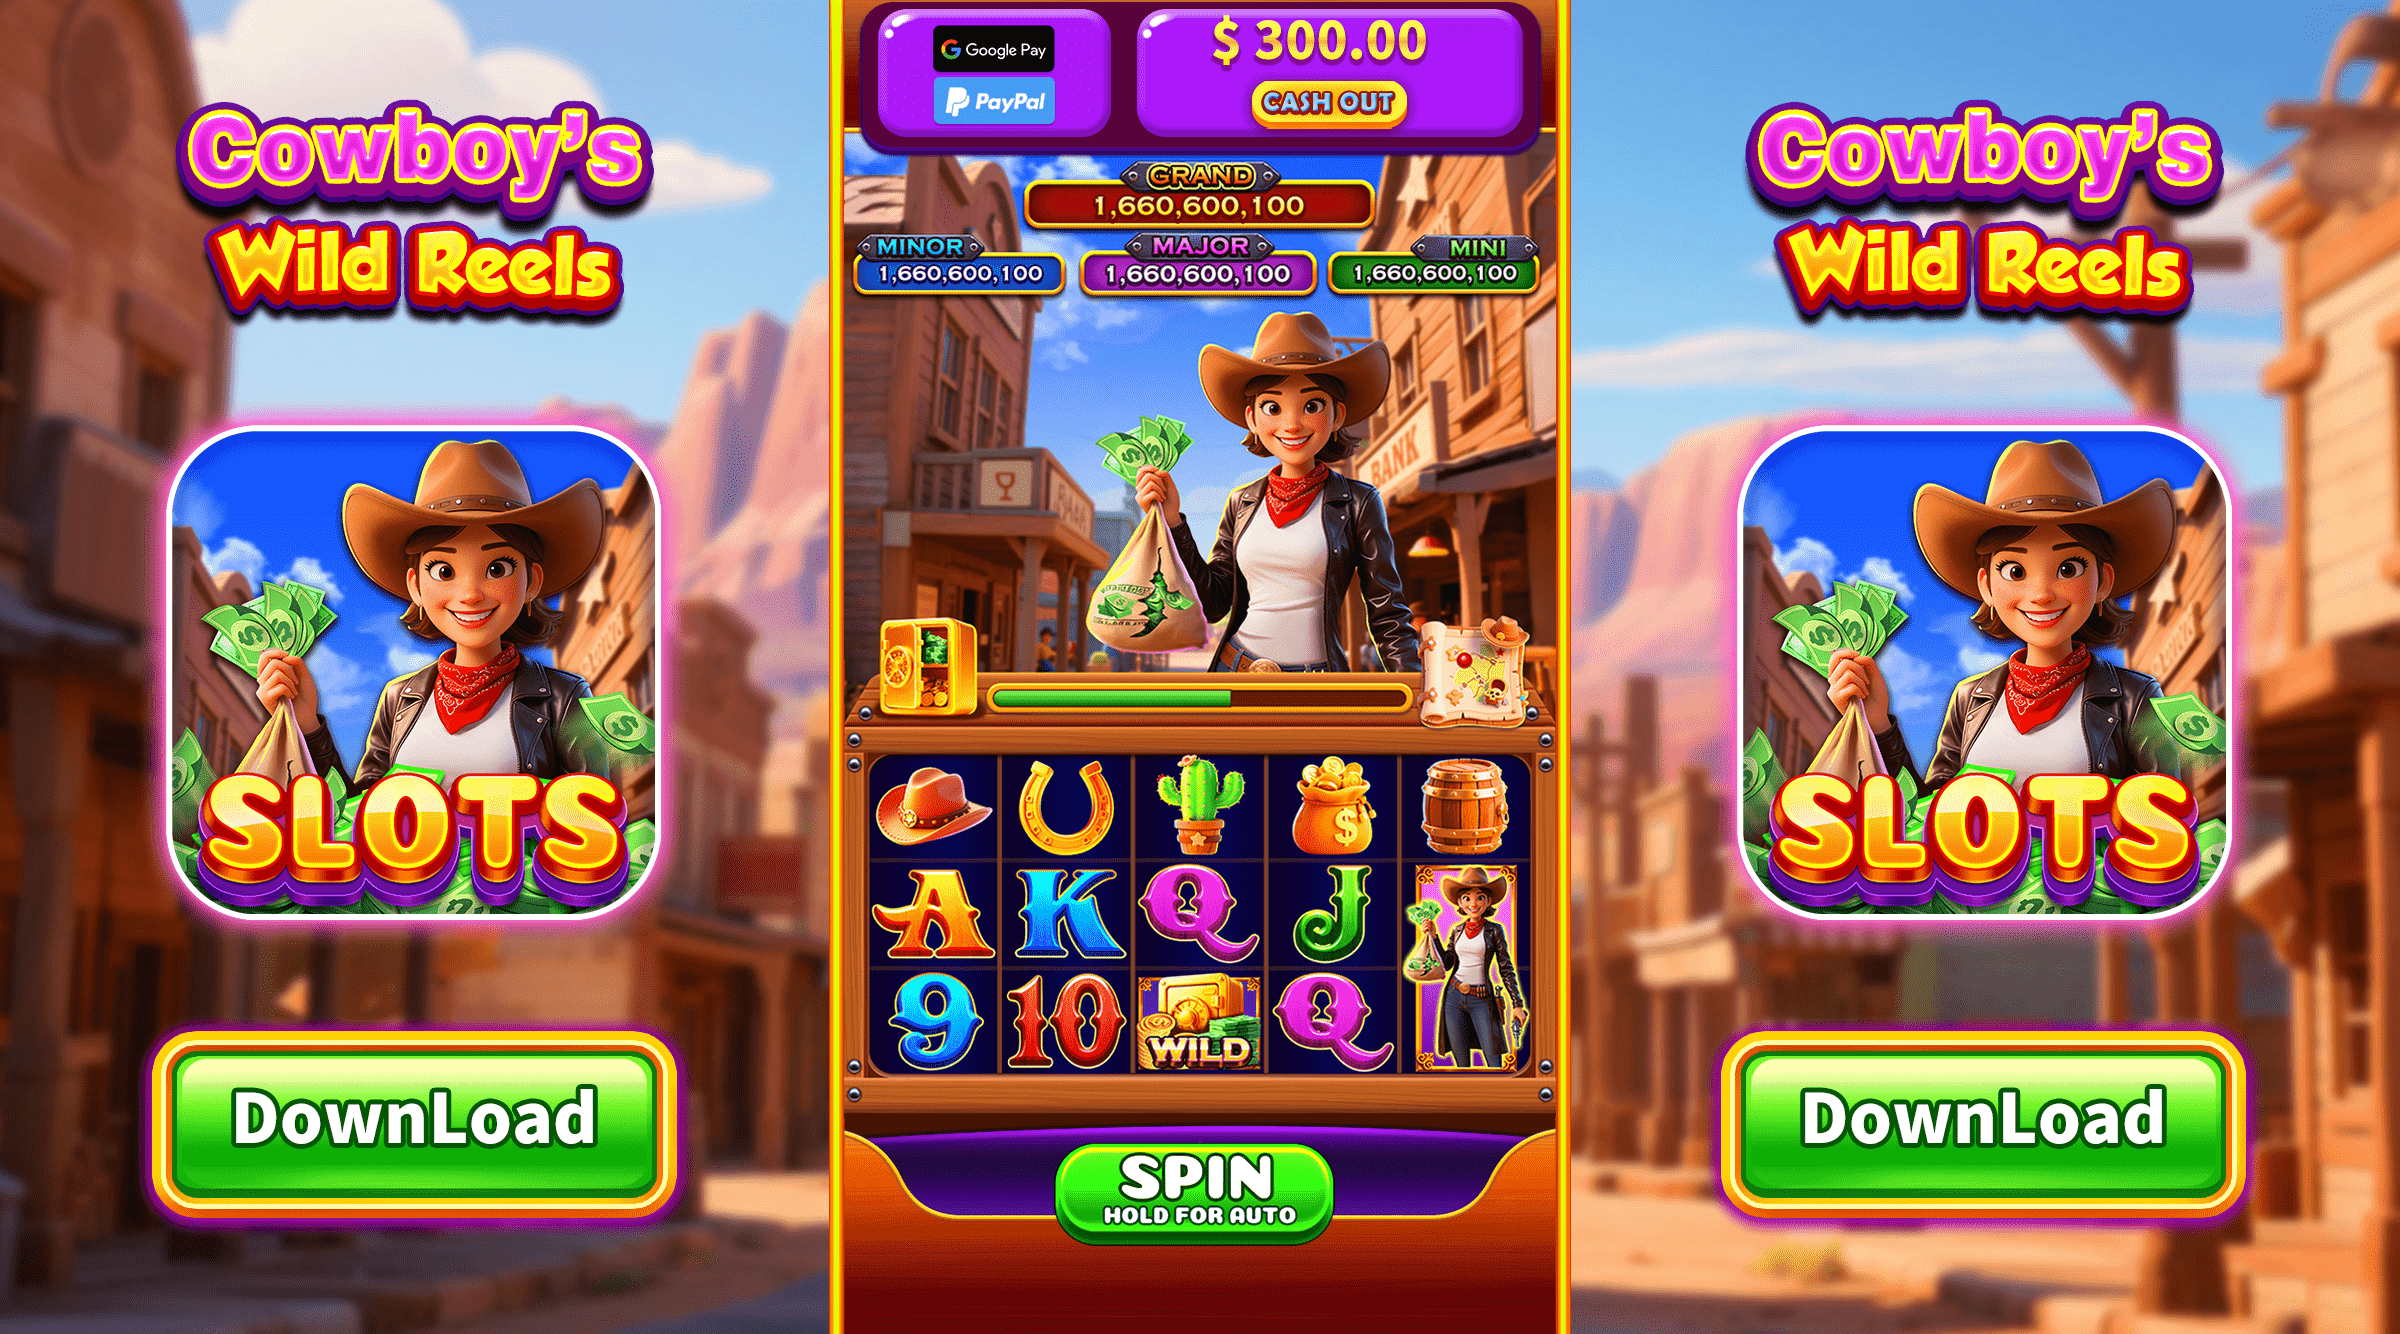 Cowboy's
Wild Reels
SLOTS
DownLoad
Google Pay
PayPal
$ 300.00
CASH OUT
GRAND
1,660,600,100
MINOR
1,660,600,100
MAJOR
1,660,600,100
MINI
1,660,600,100
BANK
$
A K Q J
9 10 WILD Q
SPIN
HOLD FOR AUTO
Cowboy's
Wild Reels
SLOTS
DownLoad